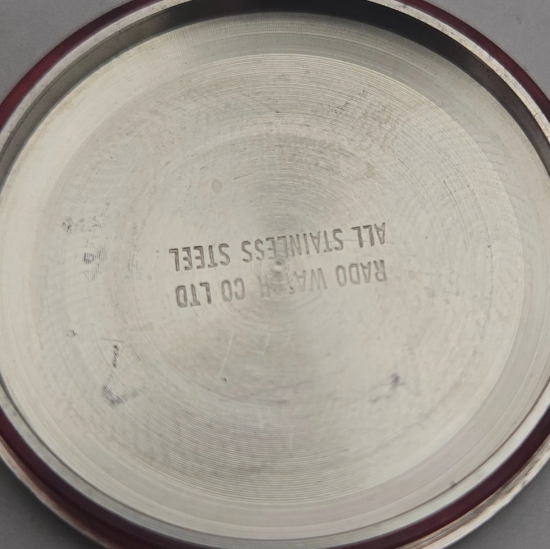 RADO WATCH CO LTD
ALL STAINLESS STEEL